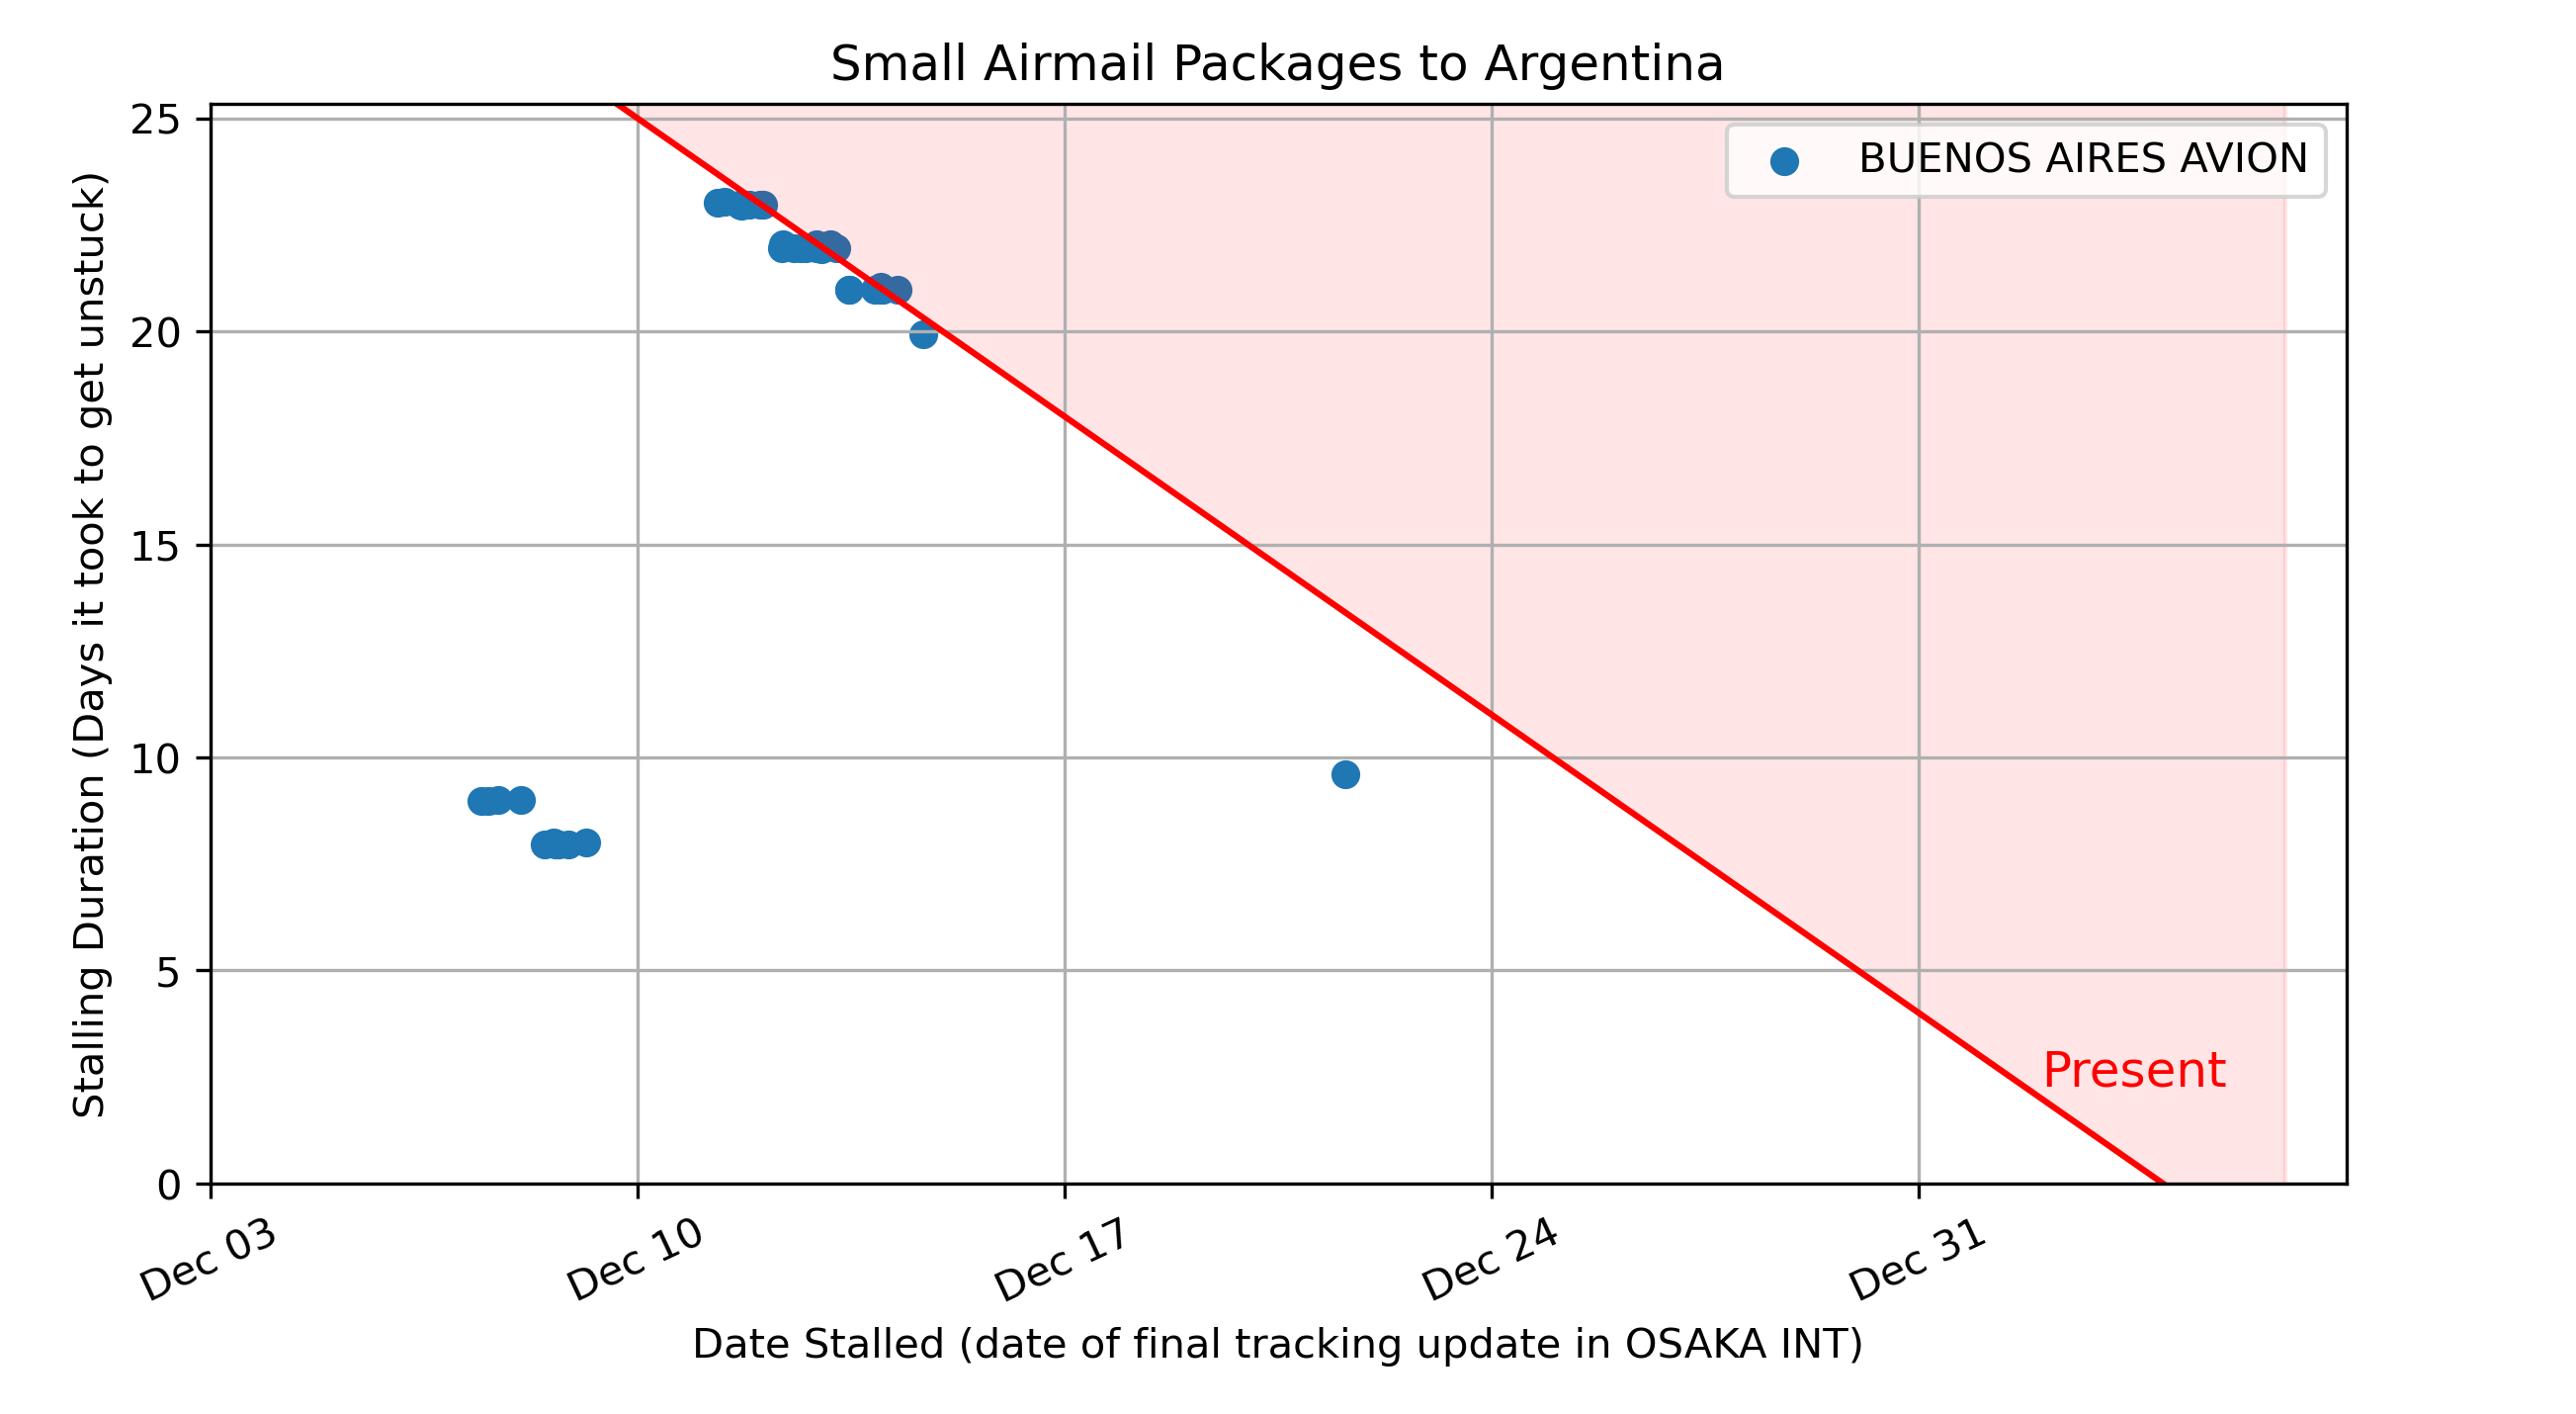 Small Airmail Packages to Argentina
Stalling Duration (Days it took to get unstuck)
25
20
15
10
5
0
BUENOS AIRES AVION
Present
Dec 03
Dec 10
Dec 17
Dec 24
Dec 31
Date Stalled (date of final tracking update in OSAKA INT)